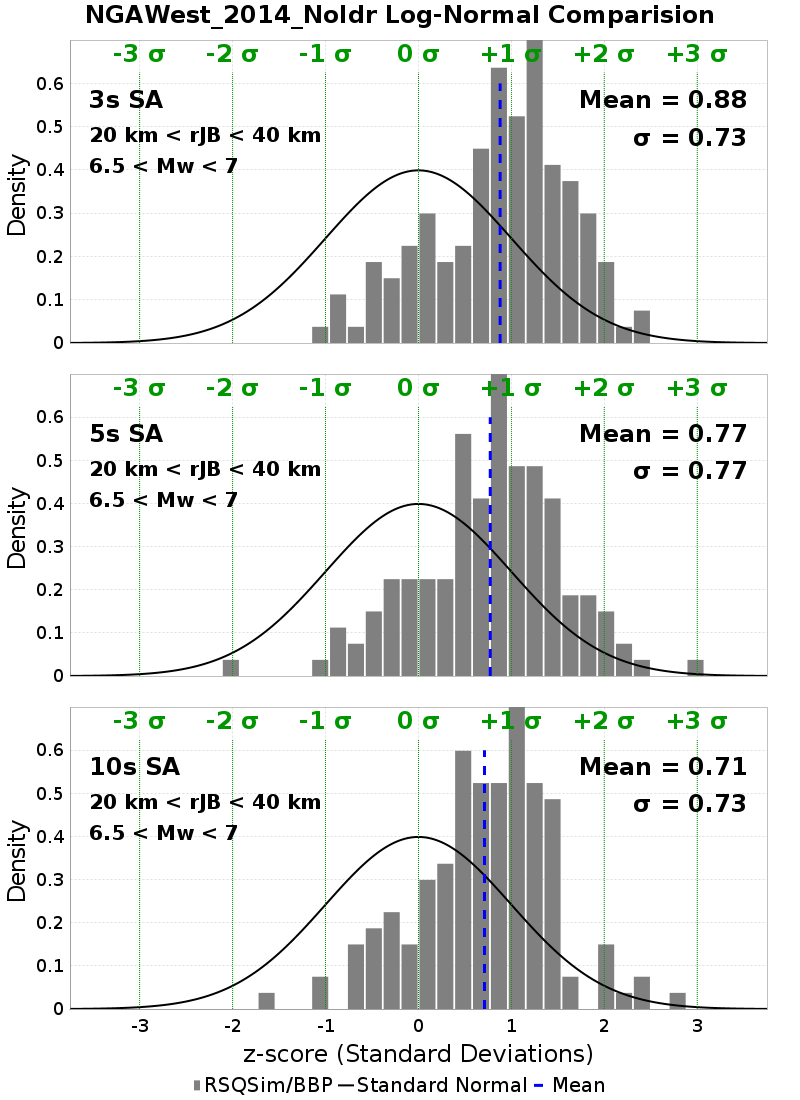 NGAWest_2014_NoIdr Log-Normal Comparision
-3 σ -2 σ -1 σ 0 σ +1 σ +2 σ +3 σ
3s SA
Mean = 0.88
20 km < rJB < 40 km
σ = 0.73
6.5 < Mw < 7
Density
0.6
0.5
0.4
0.3
0.2
0.1
0
-3 σ -2 σ -1 σ 0 σ +1 σ +2 σ +3 σ
5s SA
Mean = 0.77
20 km < rJB < 40 km
σ = 0.77
6.5 < Mw < 7
Density
0.6
0.5
0.4
0.3
0.2
0.1
0
-3 σ -2 σ -1 σ 0 σ +1 σ +2 σ +3 σ
10s SA
Mean = 0.71
20 km < rJB < 40 km
σ = 0.73
6.5 < Mw < 7
Density
0.6
0.5
0.4
0.3
0.2
0.1
0
-3 -2 -1 0 1 2 3
z-score (Standard Deviations)
RSQSim/BBP Standard Normal Mean